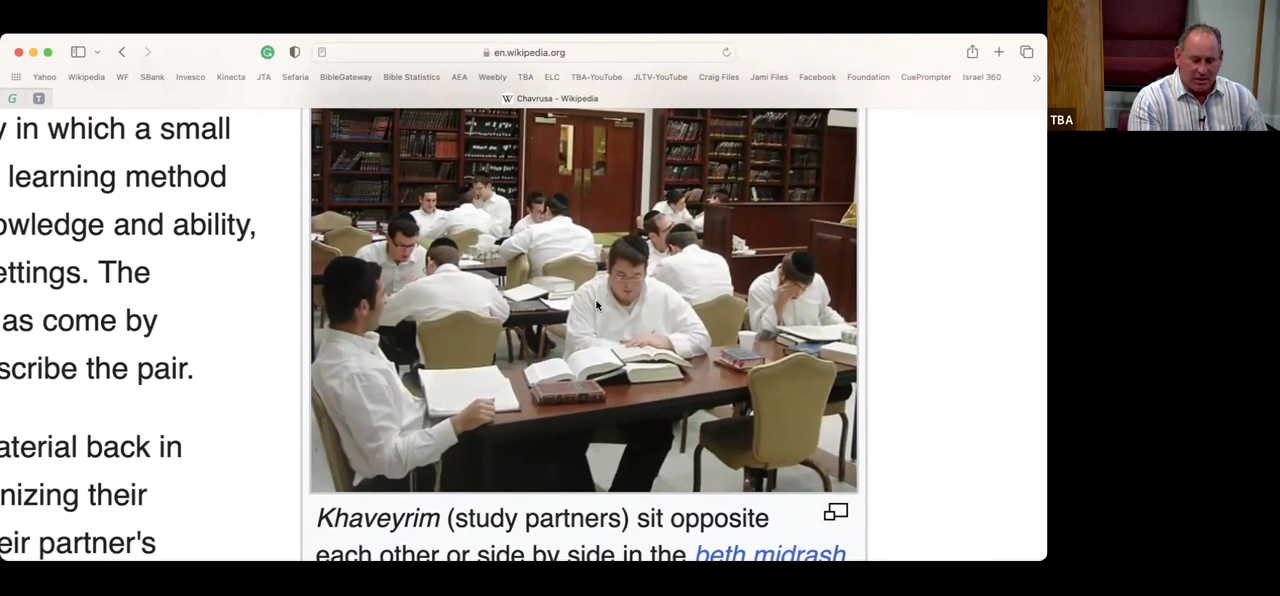 en.wikipedia.org
Yahoo Wikipedia WF SBank Invesco Kinecta JTA Sefaria BibleGateway Bible Statistics AEA Weebly TBA ELC TBA-YouTube JLTV-YouTube Craig Files Jami Files Facebook Foundation CuePrompter Israel 360 »
G T W Chavrusa – Wikipedia
TBA
y in which a small
learning method
owledge and ability,
ettings. The
as come by
scribe the pair.
aterial back in
nizing their
eir partner's
Khaveyrim (study partners) sit opposite
each other or side by side in the beth midrash